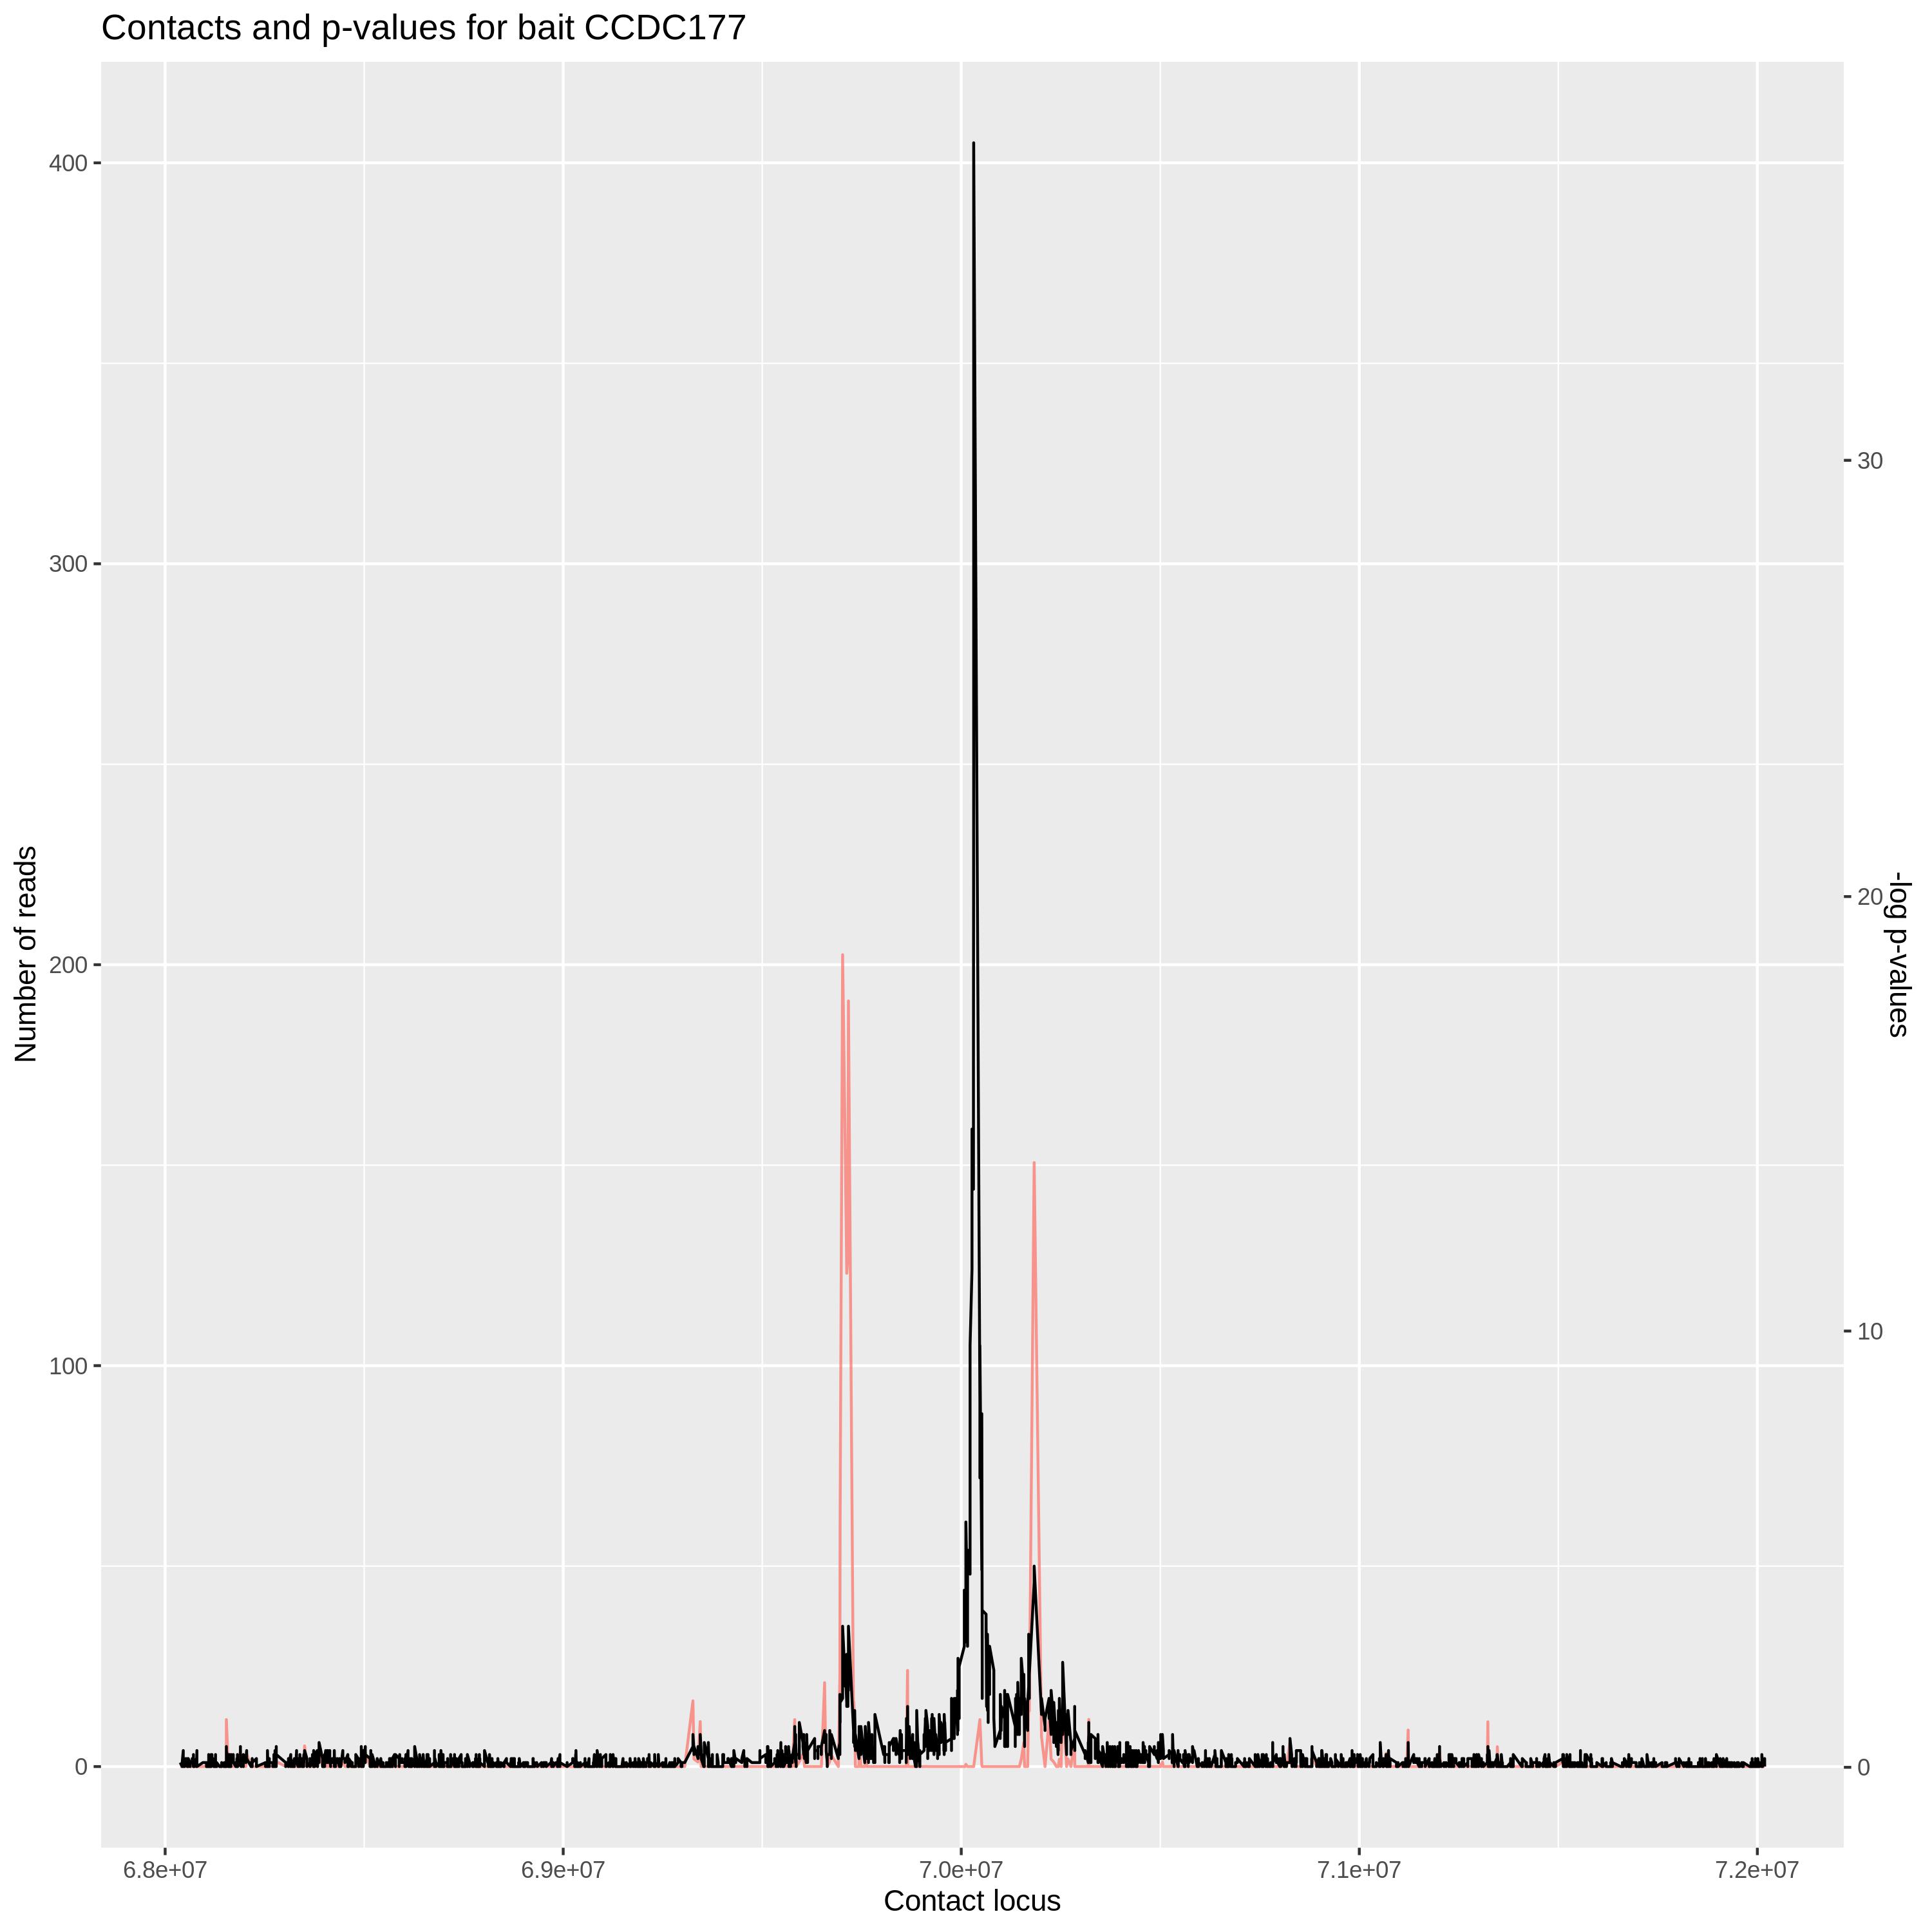 Contacts and p-values for bait CCDC177
400
300
200
100
0
Number of reads
30
20
10
0
-log p-values
6.8e+07
6.9e+07
7.0e+07
7.1e+07
7.2e+07
Contact locus